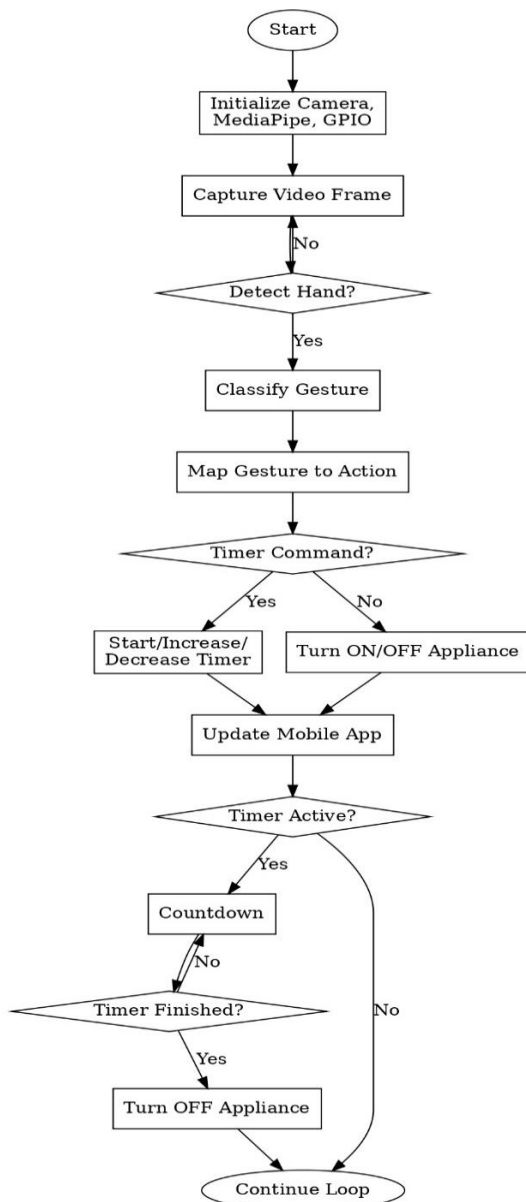 Start
Initialize Camera,
MediaPipe, GPIO
Capture Video Frame
No
Detect Hand?
Yes
Classify Gesture
Map Gesture to Action
Timer Command?
Yes
No
Start/Increase/
Decrease Timer
Turn ON/OFF Appliance
Update Mobile App
Timer Active?
Yes
Countdown
No
No
Timer Finished?
Yes
Turn OFF Appliance
Continue Loop